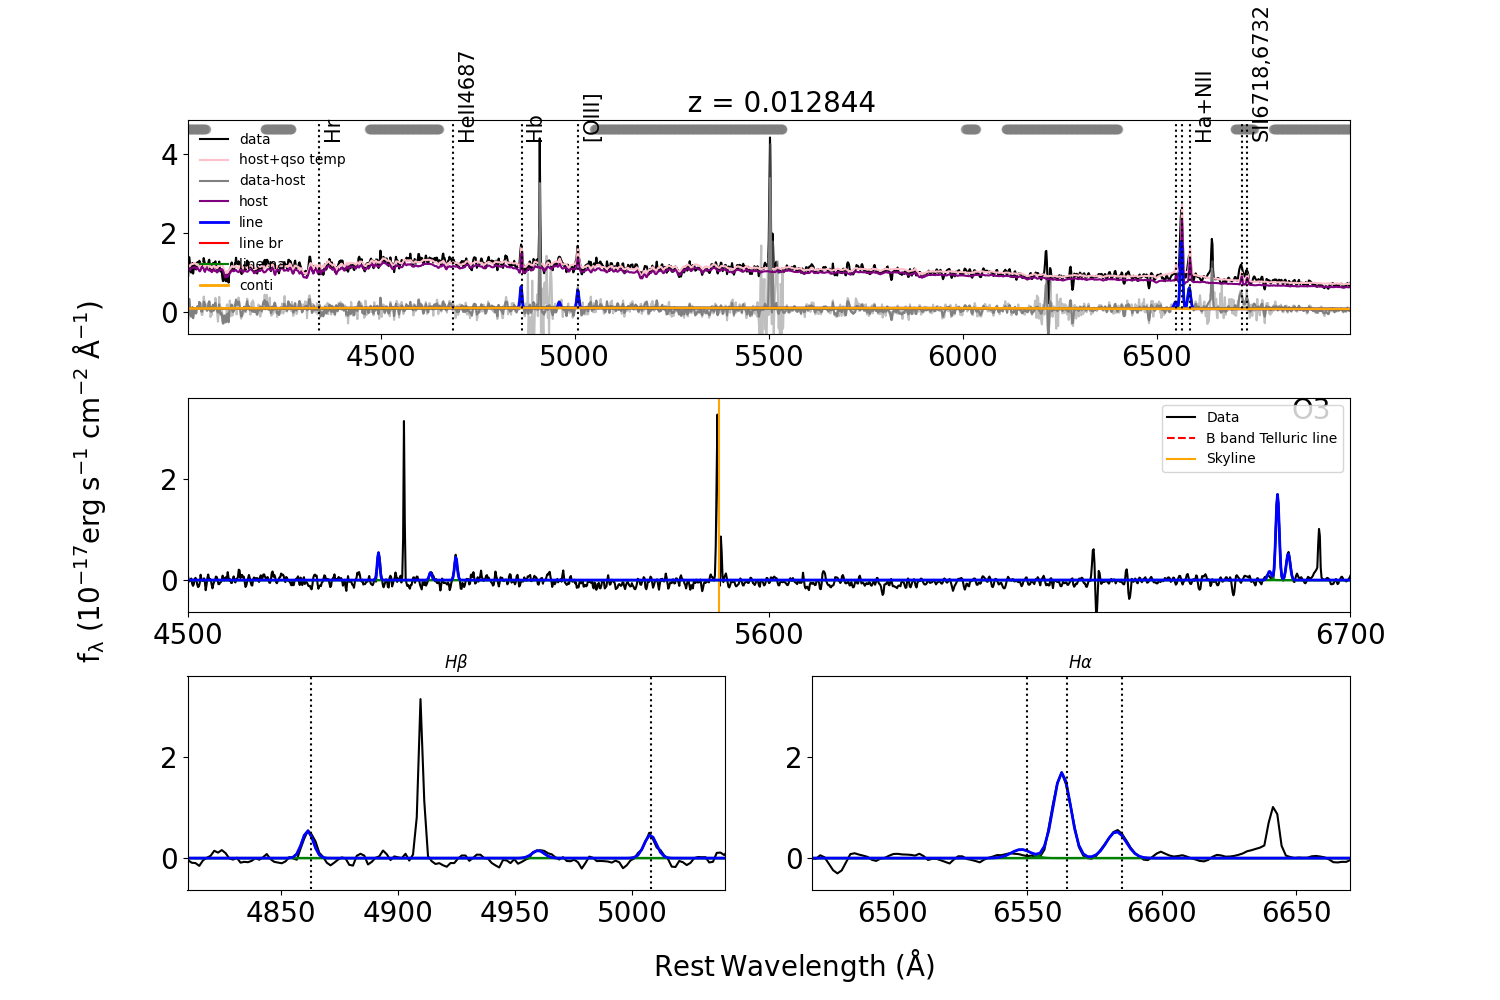 z = 0.012844
Hr
HeII4687
Hb
[OIII]
Ha+NII
SII6718,6732
data
host+qso temp
data-host
host
line
line br
conti
4
2
0
4500
5000
5500
6000
6500
fλ (10−17erg s−1 cm−2 Å−1)
O3
Data
B band Telluric line
Skyline
2
0
4500
5600
6700
Hβ
2
0
4850
4900
4950
5000
Hα
2
0
6500
6550
6600
6650
Rest Wavelength (Å)